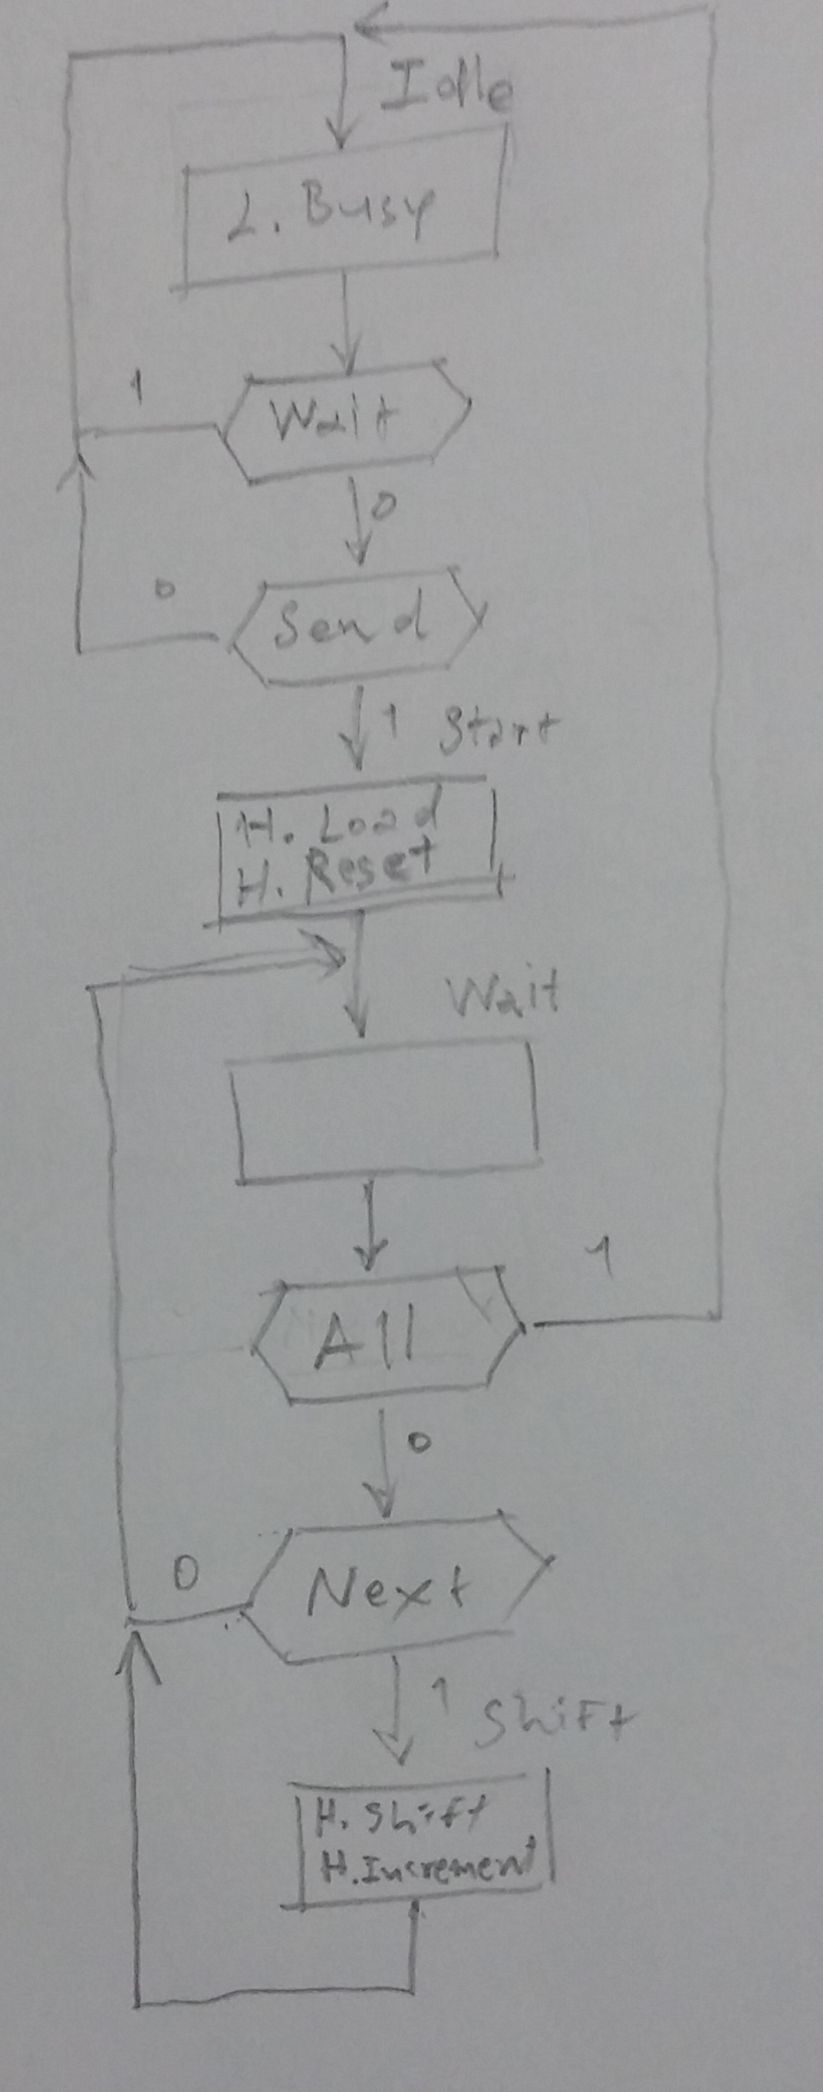 Idle
L. Busy
1
Wait
0
0
Send
1 Start
H. Load
H. Reset
Wait
1
All
0
0
Next
1 Shift
H. Shift
H. Increment